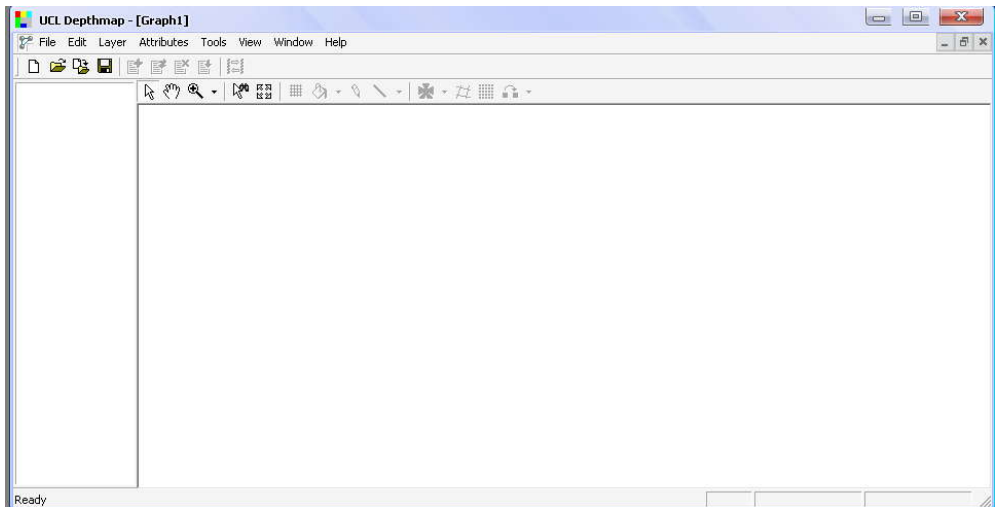 UCL Depthmap - [Graph1]
File Edit Layer Attributes Tools View Window Help
Ready